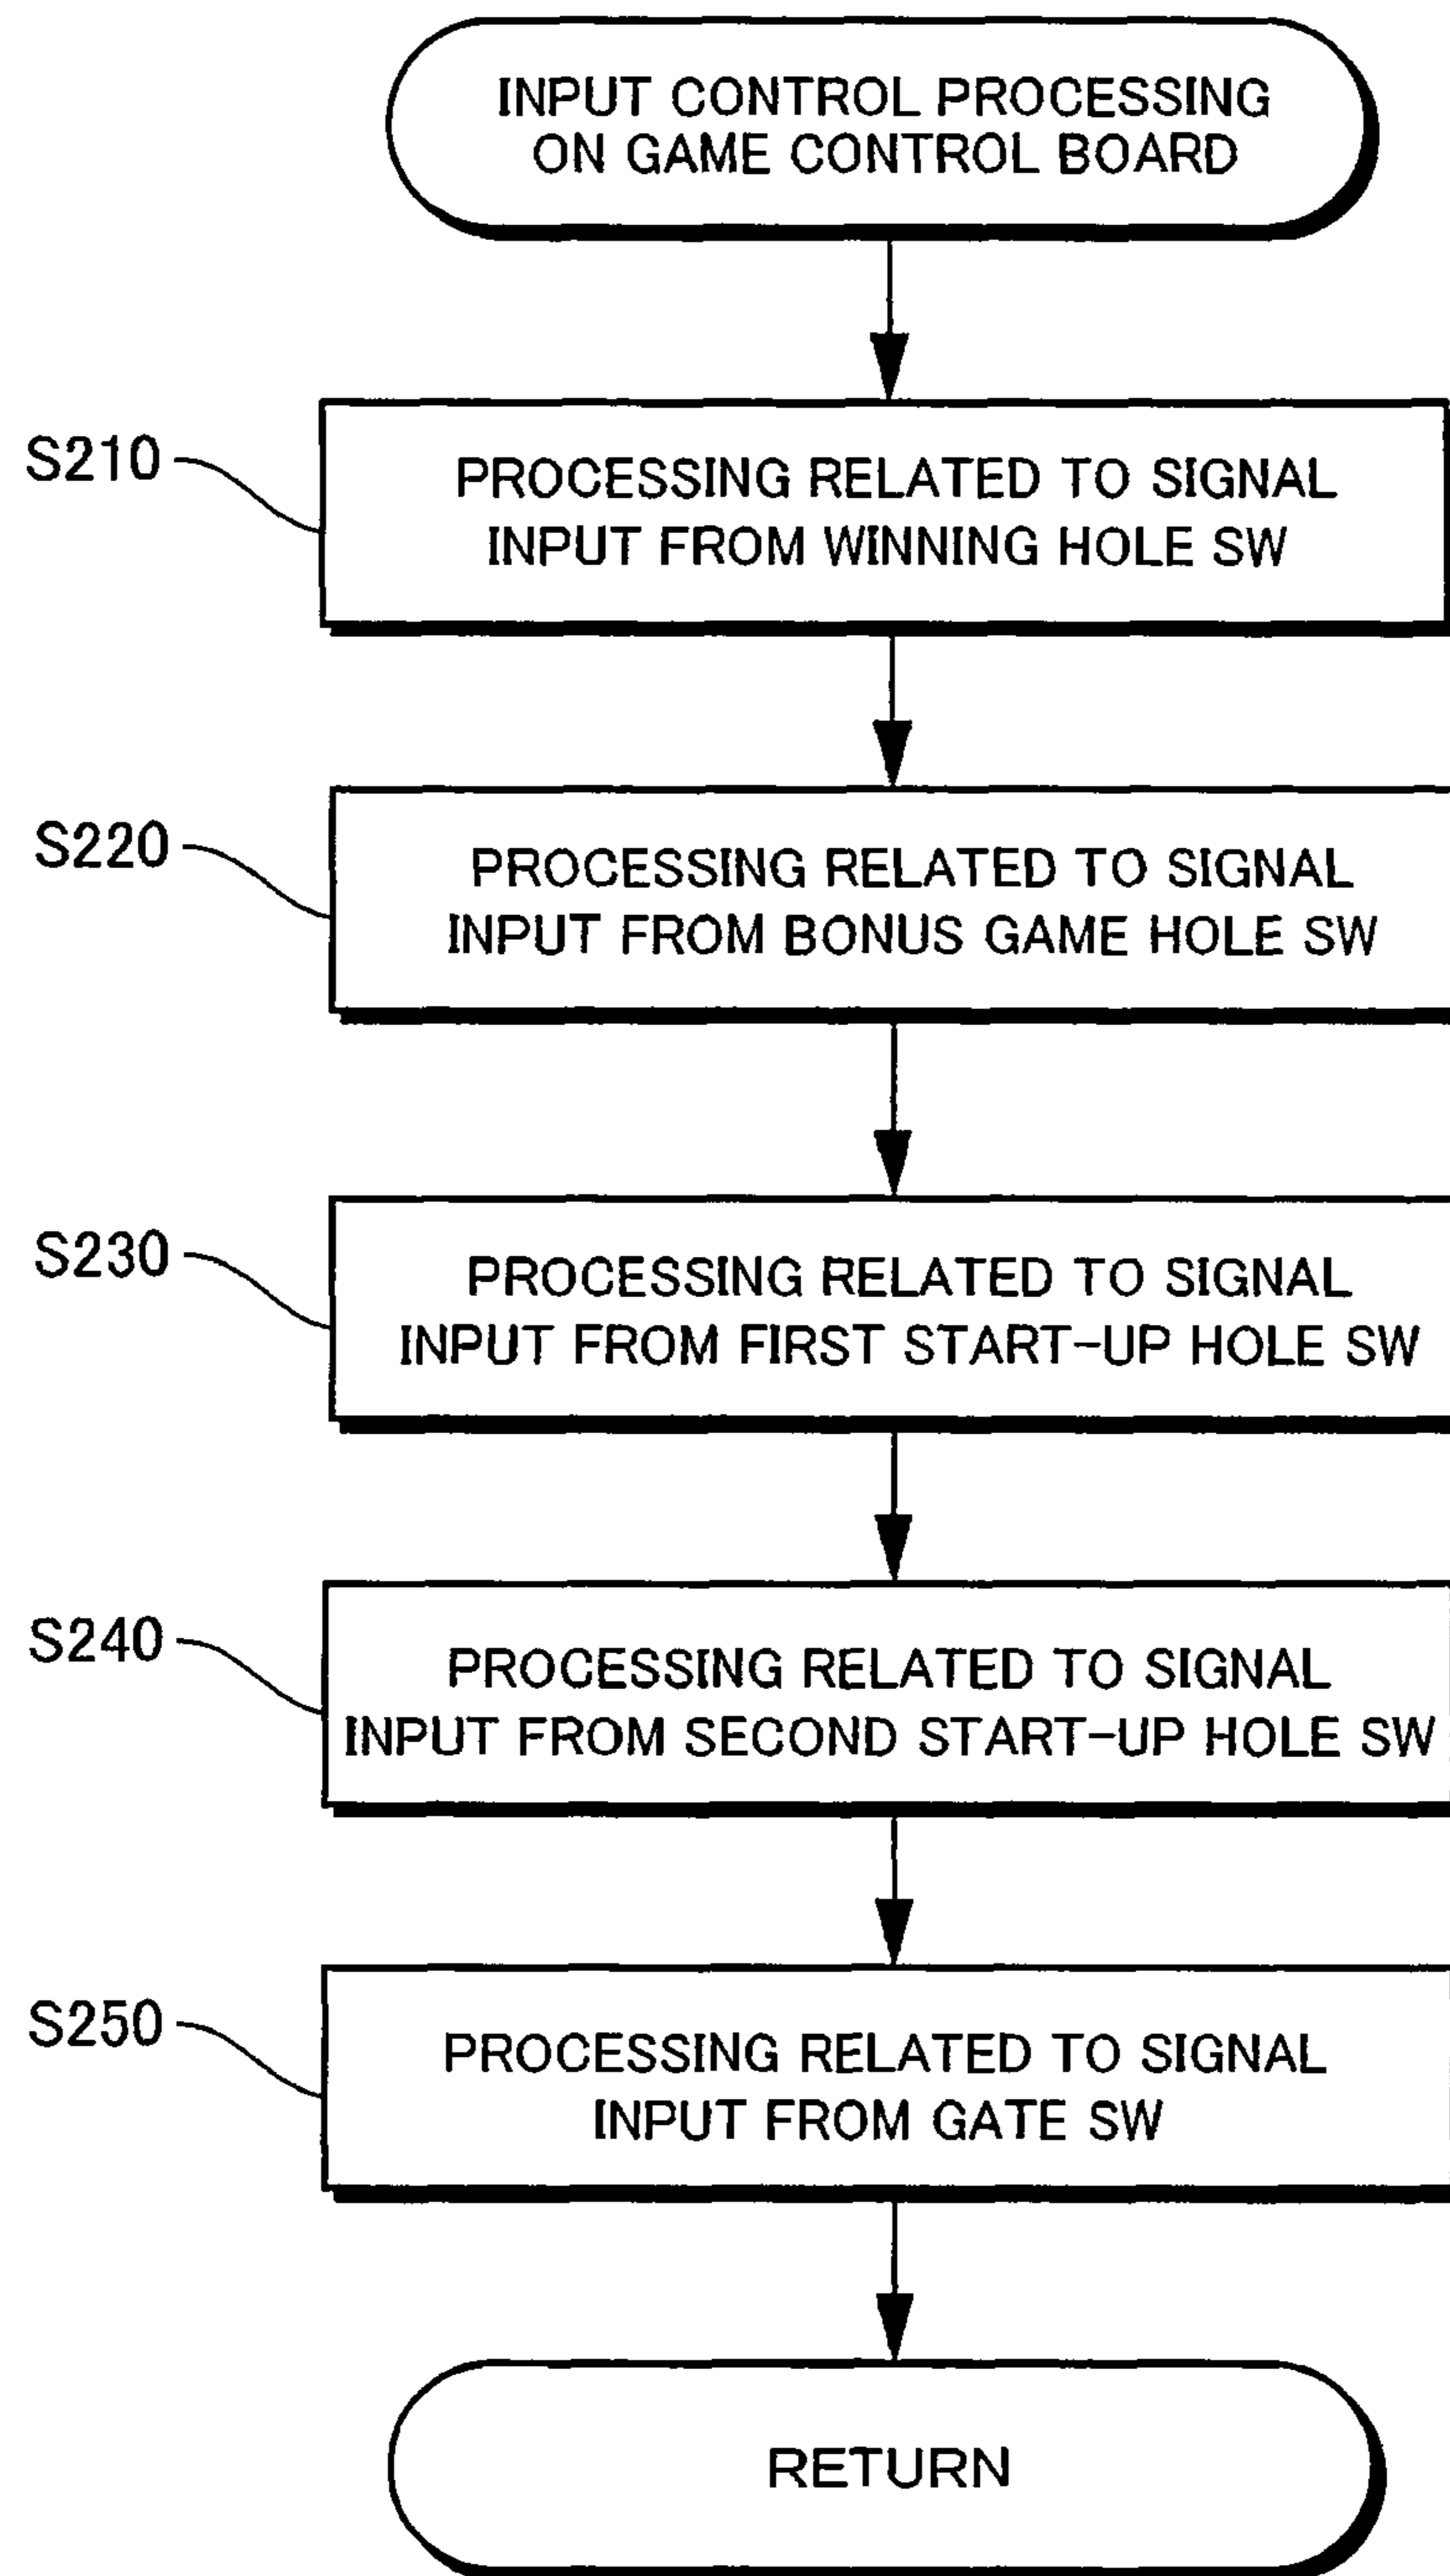 INPUT CONTROL PROCESSING
ON GAME CONTROL BOARD
S210
PROCESSING RELATED TO SIGNAL
INPUT FROM WINNING HOLE SW
S220
PROCESSING RELATED TO SIGNAL
INPUT FROM BONUS GAME HOLE SW
S230
PROCESSING RELATED TO SIGNAL
INPUT FROM FIRST START-UP HOLE SW
S240
PROCESSING RELATED TO SIGNAL
INPUT FROM SECOND START-UP HOLE SW
S250
PROCESSING RELATED TO SIGNAL
INPUT FROM GATE SW
RETURN